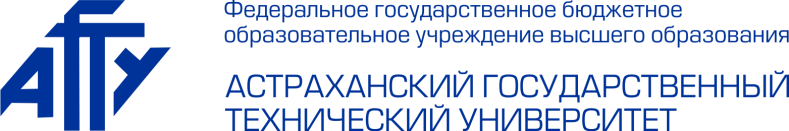 АГТУ
Федеральное государственное бюджетное
образовательное учреждение высшего образования
АСТРАХАНСКИЙ ГОСУДАРСТВЕННЫЙ
ТЕХНИЧЕСКИЙ УНИВЕРСИТЕТ